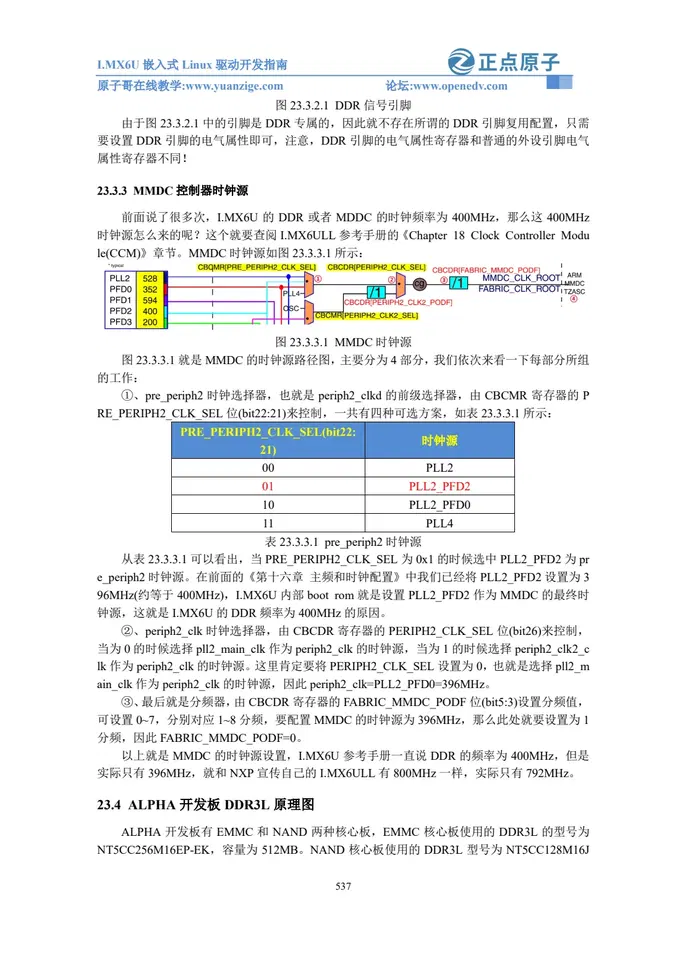 I.MX6U 嵌入式 Linux 驱动开发指南
正点原子
原子哥在线教学:www.yuanzige.com 论坛:www.openedv.com
图 23.3.2.1 DDR 信号引脚
由于图 23.3.2.1 中的引脚是 DDR 专属的，因此就不存在所谓的 DDR 引脚复用配置，只需
要设置 DDR 引脚的电气属性即可，注意，DDR 引脚的电气属性寄存器和普通的外设引脚电气
属性寄存器不同！
23.3.3 MMDC 控制器时钟源
前面说了很多次，I.MX6U 的 DDR 或者 MDDC 的时钟频率为 400MHz，那么这 400MHz
时钟源怎么来的呢？这个就要查阅 I.MX6ULL 参考手册的《Chapter 18 Clock Controller Modu
le(CCM)》章节。MMDC 时钟源如图 23.3.3.1 所示：
* typical
CBCMR[PRE_PERIPH2_CLK_SEL] CBCDR[PERIPH2_CLK_SEL] CBCDR[FABRIC_MMDC_PODF]
PLL2 528
PFD0 352
PFD1 594
PFD2 400
PFD3 200
PLL4
OSC
①
②
③
④
/1
cg
/1
CBCDR[PERIPH2_CLK2_PODF]
CBCMR[PERIPH2_CLK2_SEL]
MMDC_CLK_ROOT
FABRIC_CLK_ROOT
ARM
MMDC
TZASC
图 23.3.3.1 MMDC 时钟源
图 23.3.3.1 就是 MMDC 的时钟源路径图，主要分为 4 部分，我们依次来看一下每部分所组
的工作：
①、pre_periph2 时钟选择器，也就是 periph2_clkd 的前级选择器，由 CBCMR 寄存器的 P
RE_PERIPH2_CLK_SEL 位(bit22:21)来控制，一共有四种可选方案，如表 23.3.3.1 所示：
PRE_PERIPH2_CLK_SEL(bit22:
21)
时钟源
00 PLL2
01 PLL2_PFD2
10 PLL2_PFD0
11 PLL4
表 23.3.3.1 pre_periph2 时钟源
从表 23.3.3.1 可以看出，当 PRE_PERIPH2_CLK_SEL 为 0x1 的时候选中 PLL2_PFD2 为 pr
e_periph2 时钟源。在前面的《第十六章 主频和时钟配置》中我们已经将 PLL2_PFD2 设置为 3
96MHz(约等于 400MHz)，I.MX6U 内部 boot rom 就是设置 PLL2_PFD2 作为 MMDC 的最终时
钟源，这就是 I.MX6U 的 DDR 频率为 400MHz 的原因。
②、periph2_clk 时钟选择器，由 CBCDR 寄存器的 PERIPH2_CLK_SEL 位(bit26)来控制，
当为 0 的时候选择 pll2_main_clk 作为 periph2_clk 的时钟源，当为 1 的时候选择 periph2_clk2_c
lk 作为 periph2_clk 的时钟源。这里肯定要将 PERIPH2_CLK_SEL 设置为 0，也就是选择 pll2_m
ain_clk 作为 periph2_clk 的时钟源，因此 periph2_clk=PLL2_PFD0=396MHz。
③、最后就是分频器，由 CBCDR 寄存器的 FABRIC_MMDC_PODF 位(bit5:3)设置分频值，
可设置 0~7，分别对应 1~8 分频，要配置 MMDC 的时钟源为 396MHz，那么此处就要设置为 1
分频，因此 FABRIC_MMDC_PODF=0。
以上就是 MMDC 的时钟源设置，I.MX6U 参考手册一直说 DDR 的频率为 400MHz，但是
实际只有 396MHz，就和 NXP 宣传自己的 I.MX6ULL 有 800MHz 一样，实际只有 792MHz。
23.4 ALPHA 开发板 DDR3L 原理图
ALPHA 开发板有 EMMC 和 NAND 两种核心板，EMMC 核心板使用的 DDR3L 的型号为
NT5CC256M16EP-EK，容量为 512MB。NAND 核心板使用的 DDR3L 型号为 NT5CC128M16J
537